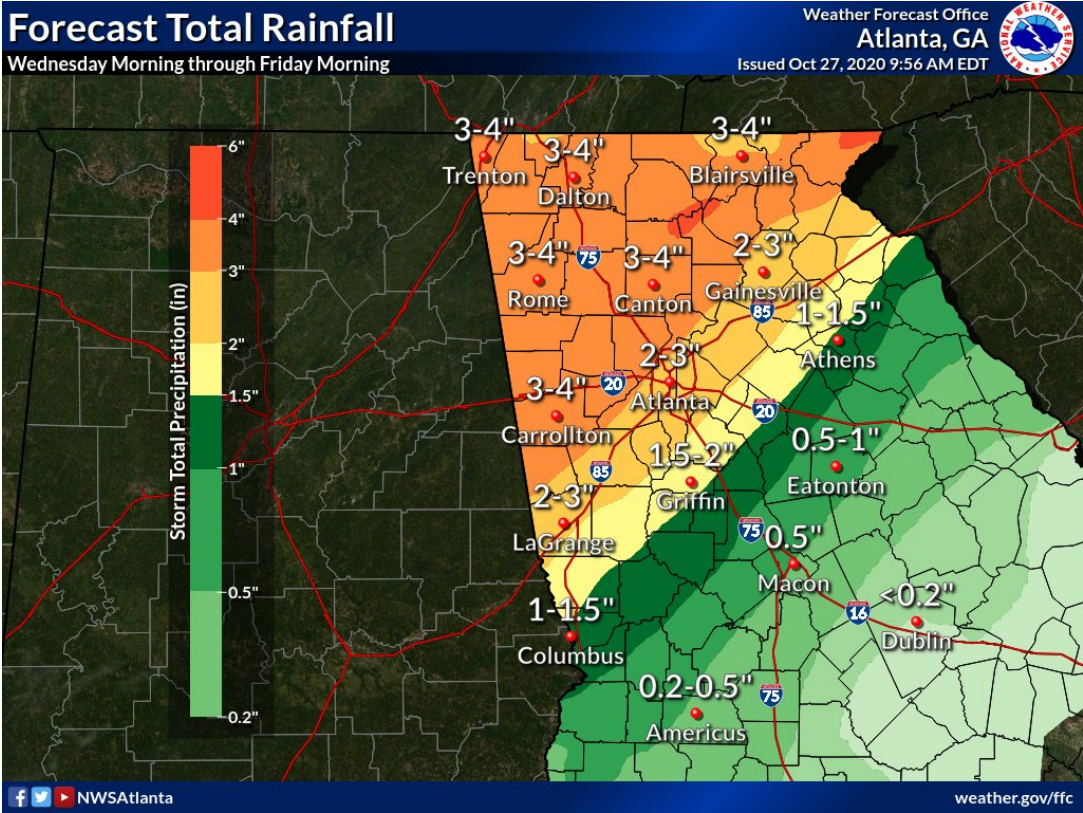 Forecast Total Rainfall
Wednesday Morning through Friday Morning
Weather Forecast Office
Atlanta, GA
Issued Oct 27, 2020 9:56 AM EDT
NATIONAL WEATHER SERVICE
Storm Total Precipitation (in)
6"
4"
3"
2"
1.5"
1"
0.5"
0.2"
3-4"
Trenton
3-4"
Dalton
3-4"
Blairsville
75
3-4"
Rome
3-4"
Canton
2-3"
Gainesville
85
1-1.5"
Athens
2-3"
Atlanta
20
20
3-4"
Carrollton
85
1.5-2"
Griffin
0.5-1"
Eatonton
2-3"
LaGrange
75
0.5"
Macon
16
<0.2"
Dublin
1-1.5"
Columbus
0.2-0.5"
Americus
75
NWSAtlanta
weather.gov/ffc